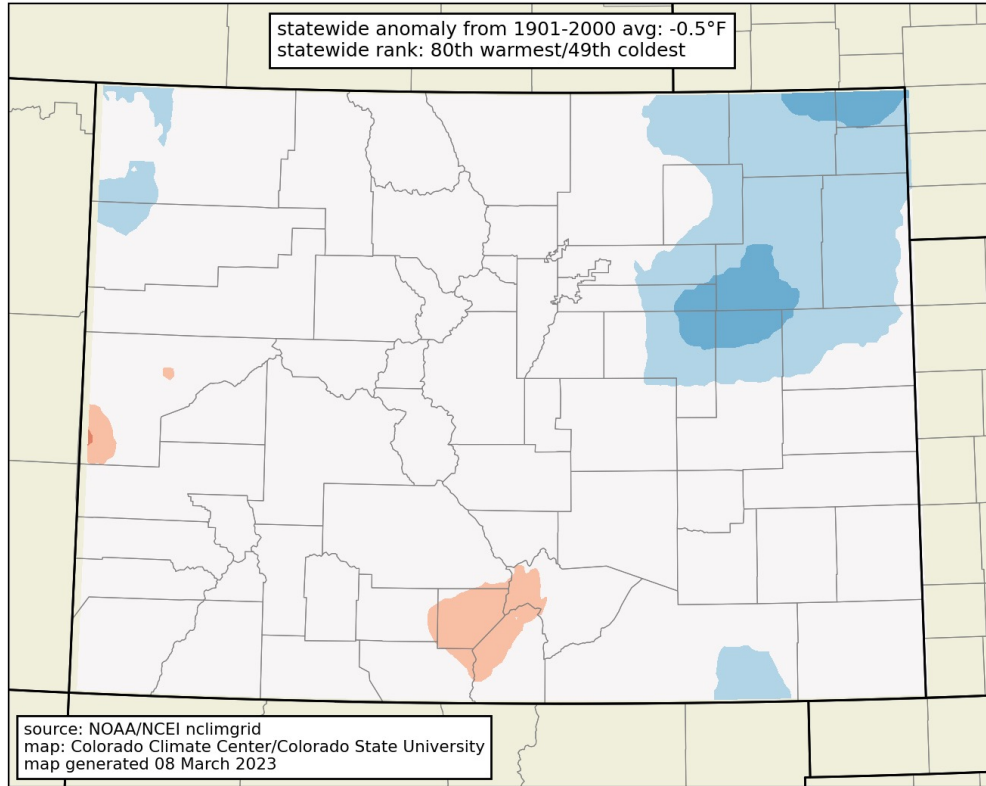 statewide anomaly from 1901-2000 avg: -0.5°F
statewide rank: 80th warmest/49th coldest
source: NOAA/NCEI nclimgrid
map: Colorado Climate Center/Colorado State University
map generated 08 March 2023